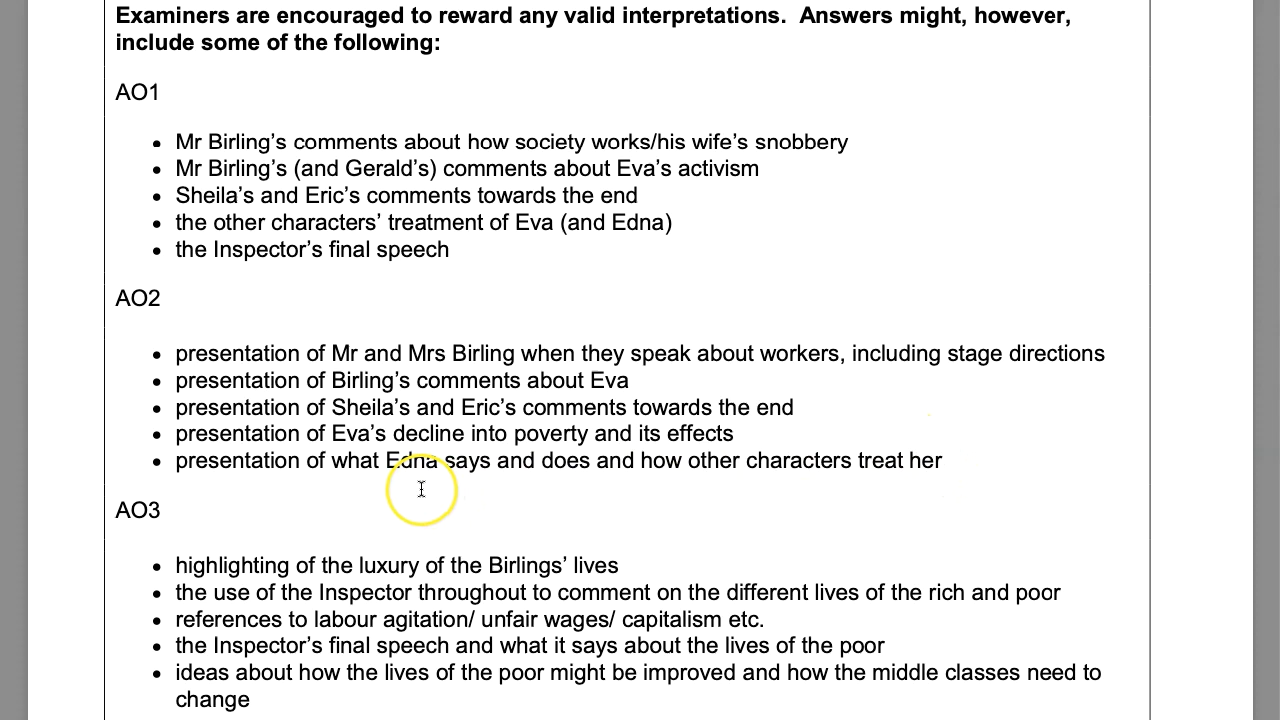 Examiners are encouraged to reward any valid interpretations.  Answers might, however,
include some of the following:
AO1
• Mr Birling’s comments about how society works/his wife’s snobbery
• Mr Birling’s (and Gerald’s) comments about Eva’s activism
• Sheila’s and Eric’s comments towards the end
• the other characters’ treatment of Eva (and Edna)
• the Inspector’s final speech
AO2
• presentation of Mr and Mrs Birling when they speak about workers, including stage directions
• presentation of Birling’s comments about Eva
• presentation of Sheila’s and Eric’s comments towards the end
• presentation of Eva’s decline into poverty and its effects
• presentation of what Edna says and does and how other characters treat her
AO3
• highlighting of the luxury of the Birlings’ lives
• the use of the Inspector throughout to comment on the different lives of the rich and poor
• references to labour agitation/ unfair wages/ capitalism etc.
• the Inspector’s final speech and what it says about the lives of the poor
• ideas about how the lives of the poor might be improved and how the middle classes need to
change